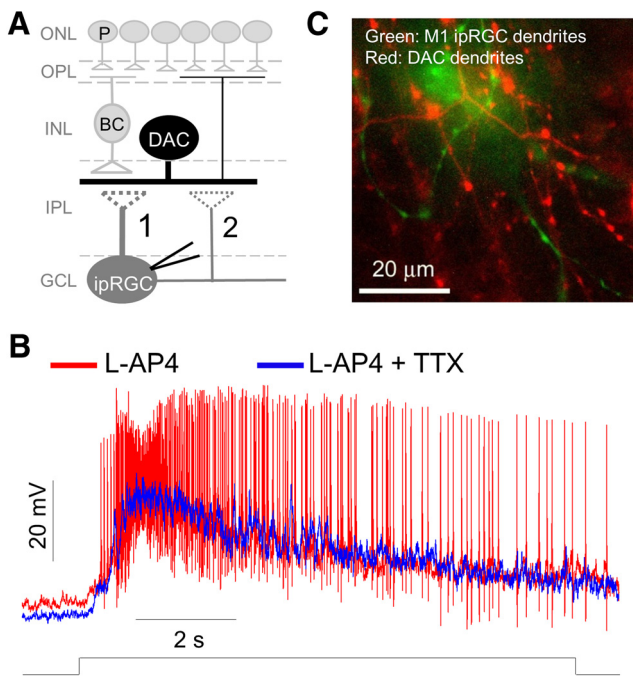 A
ONL
P
OPL
INL
BC
DAC
IPL
1
2
GCL
ipRGC
C
Green: M1 ipRGC dendrites
Red: DAC dendrites
20 μm
B
L-AP4
L-AP4 + TTX
20 mV
2 s